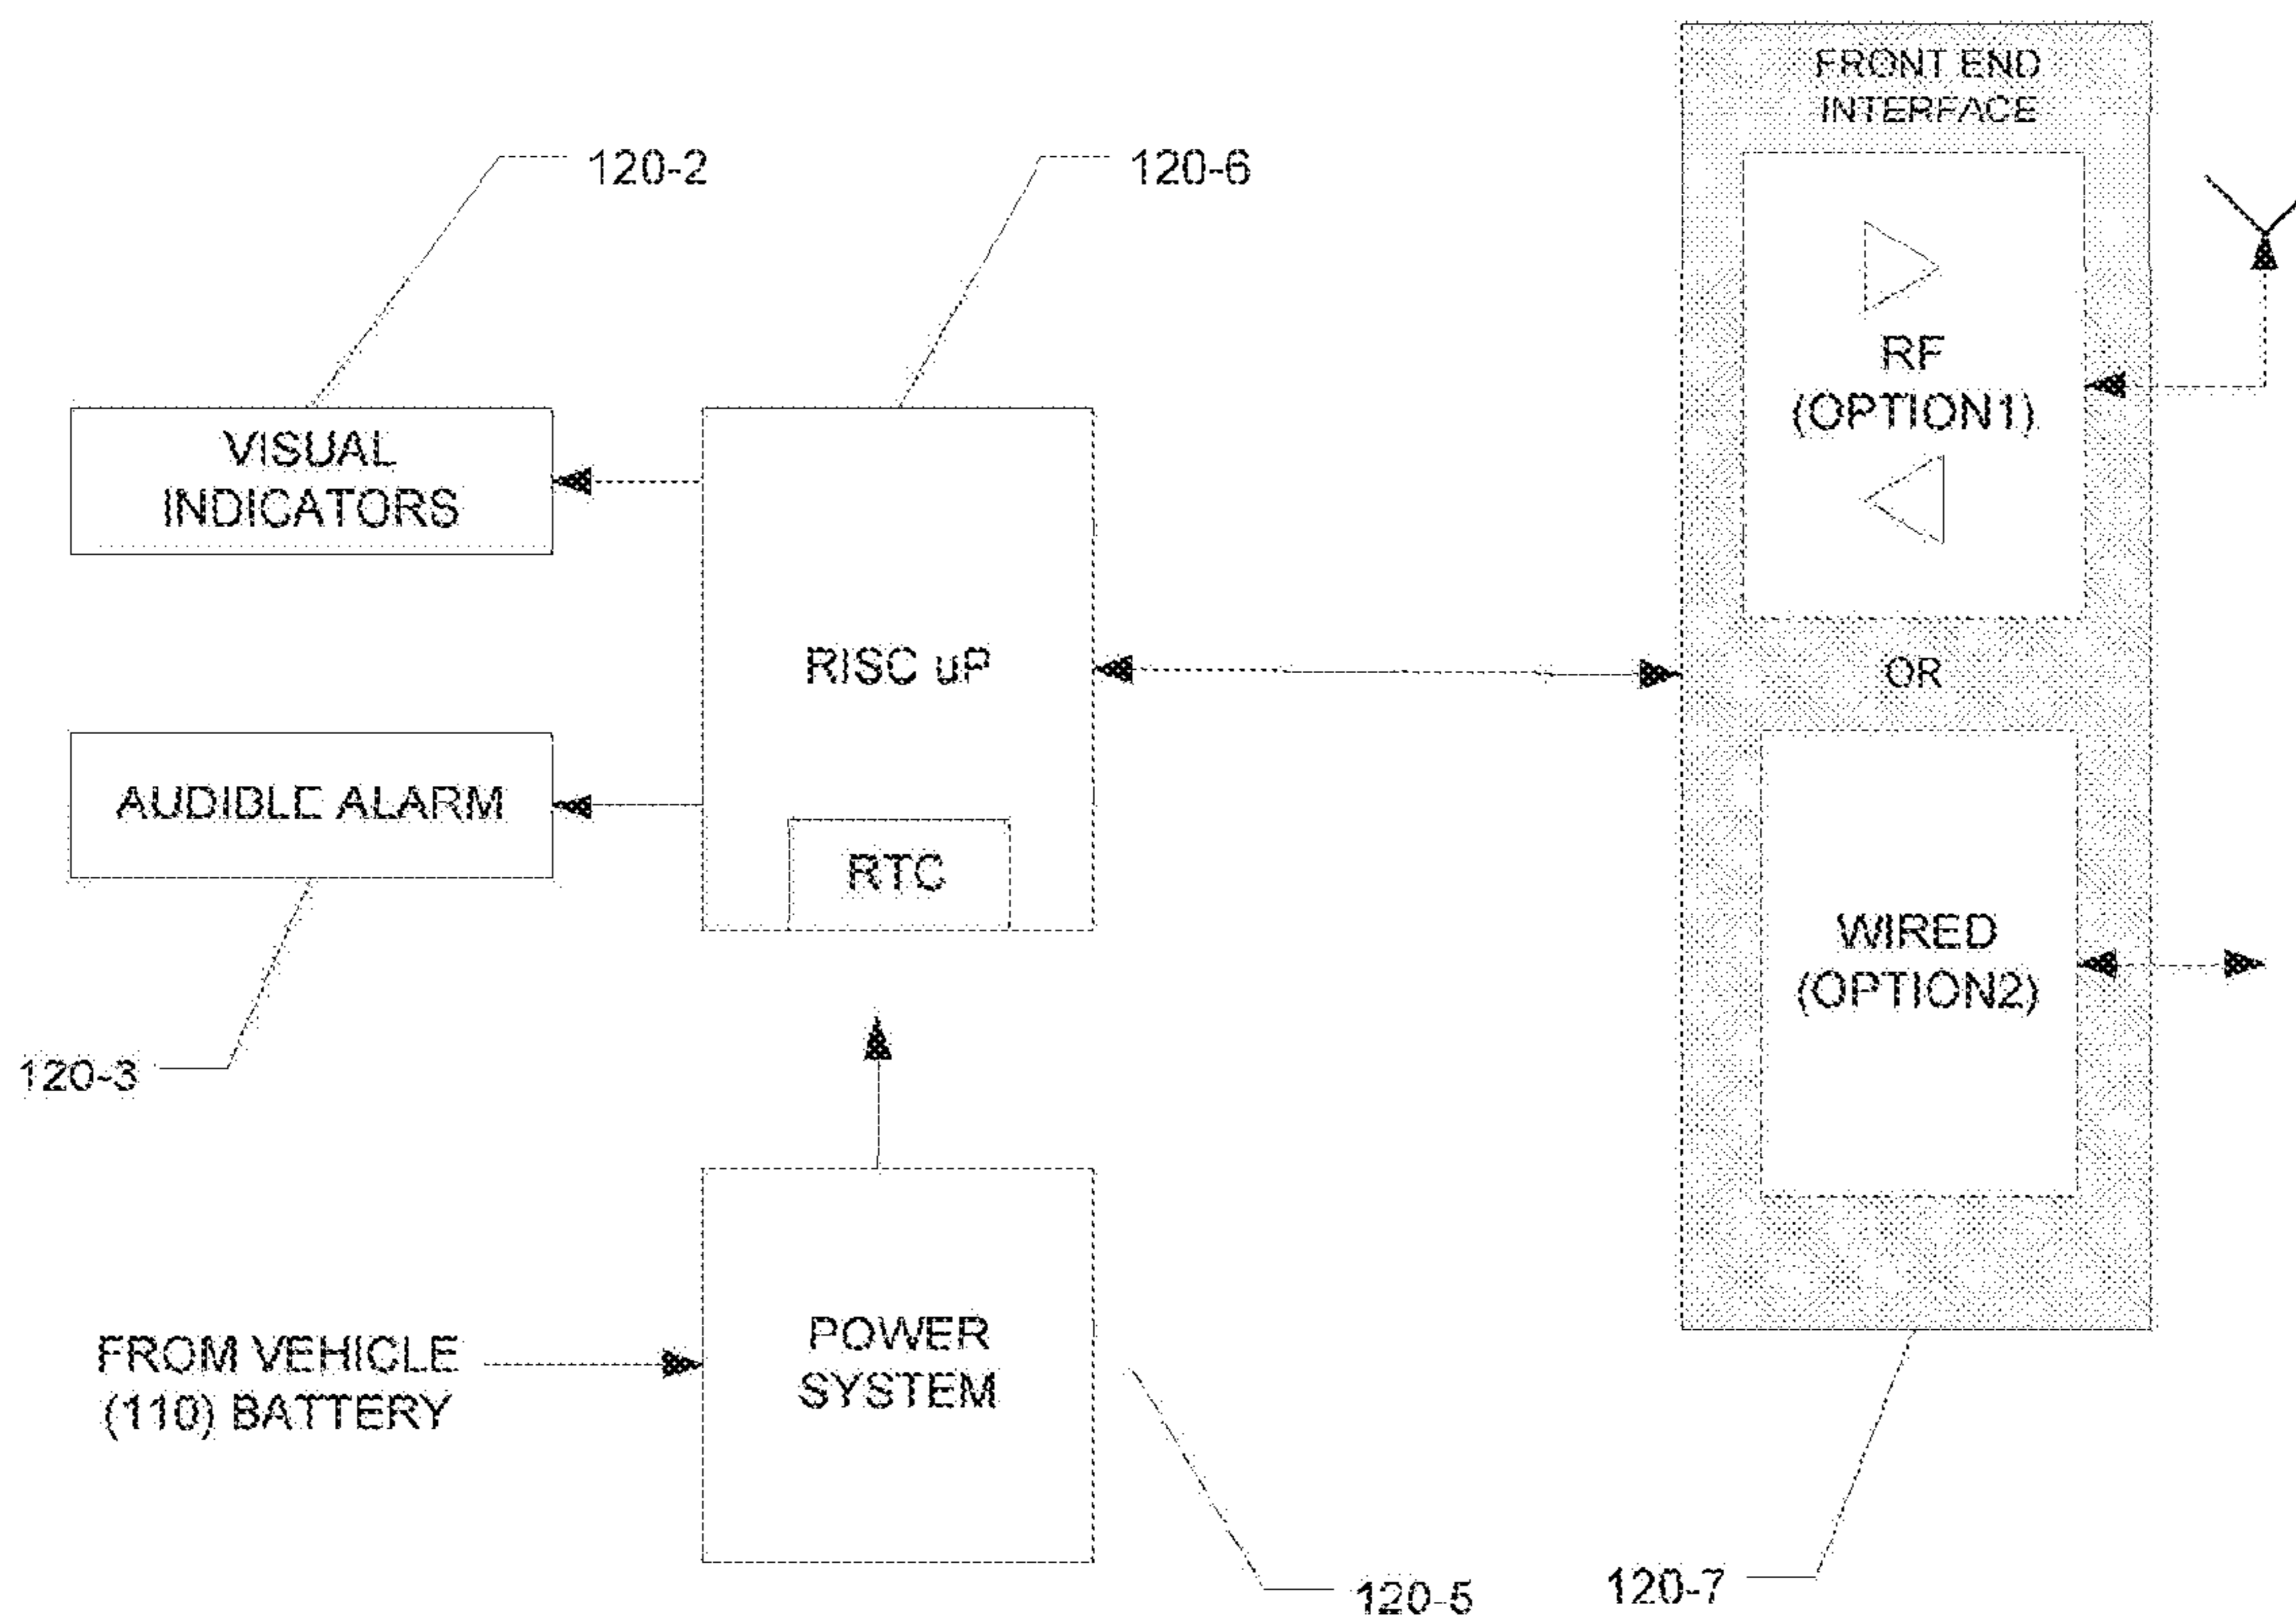 FRONT END
INTERFACE
120-2
120-6
RF
(OPTION1)
VISUAL
INDICATORS
RISC uP
OR
AUDIBLE ALARM
RTC
WIRED
(OPTION2)
120-3
POWER
SYSTEM
FROM VEHICLE
(110) BATTERY
120-5
120-7